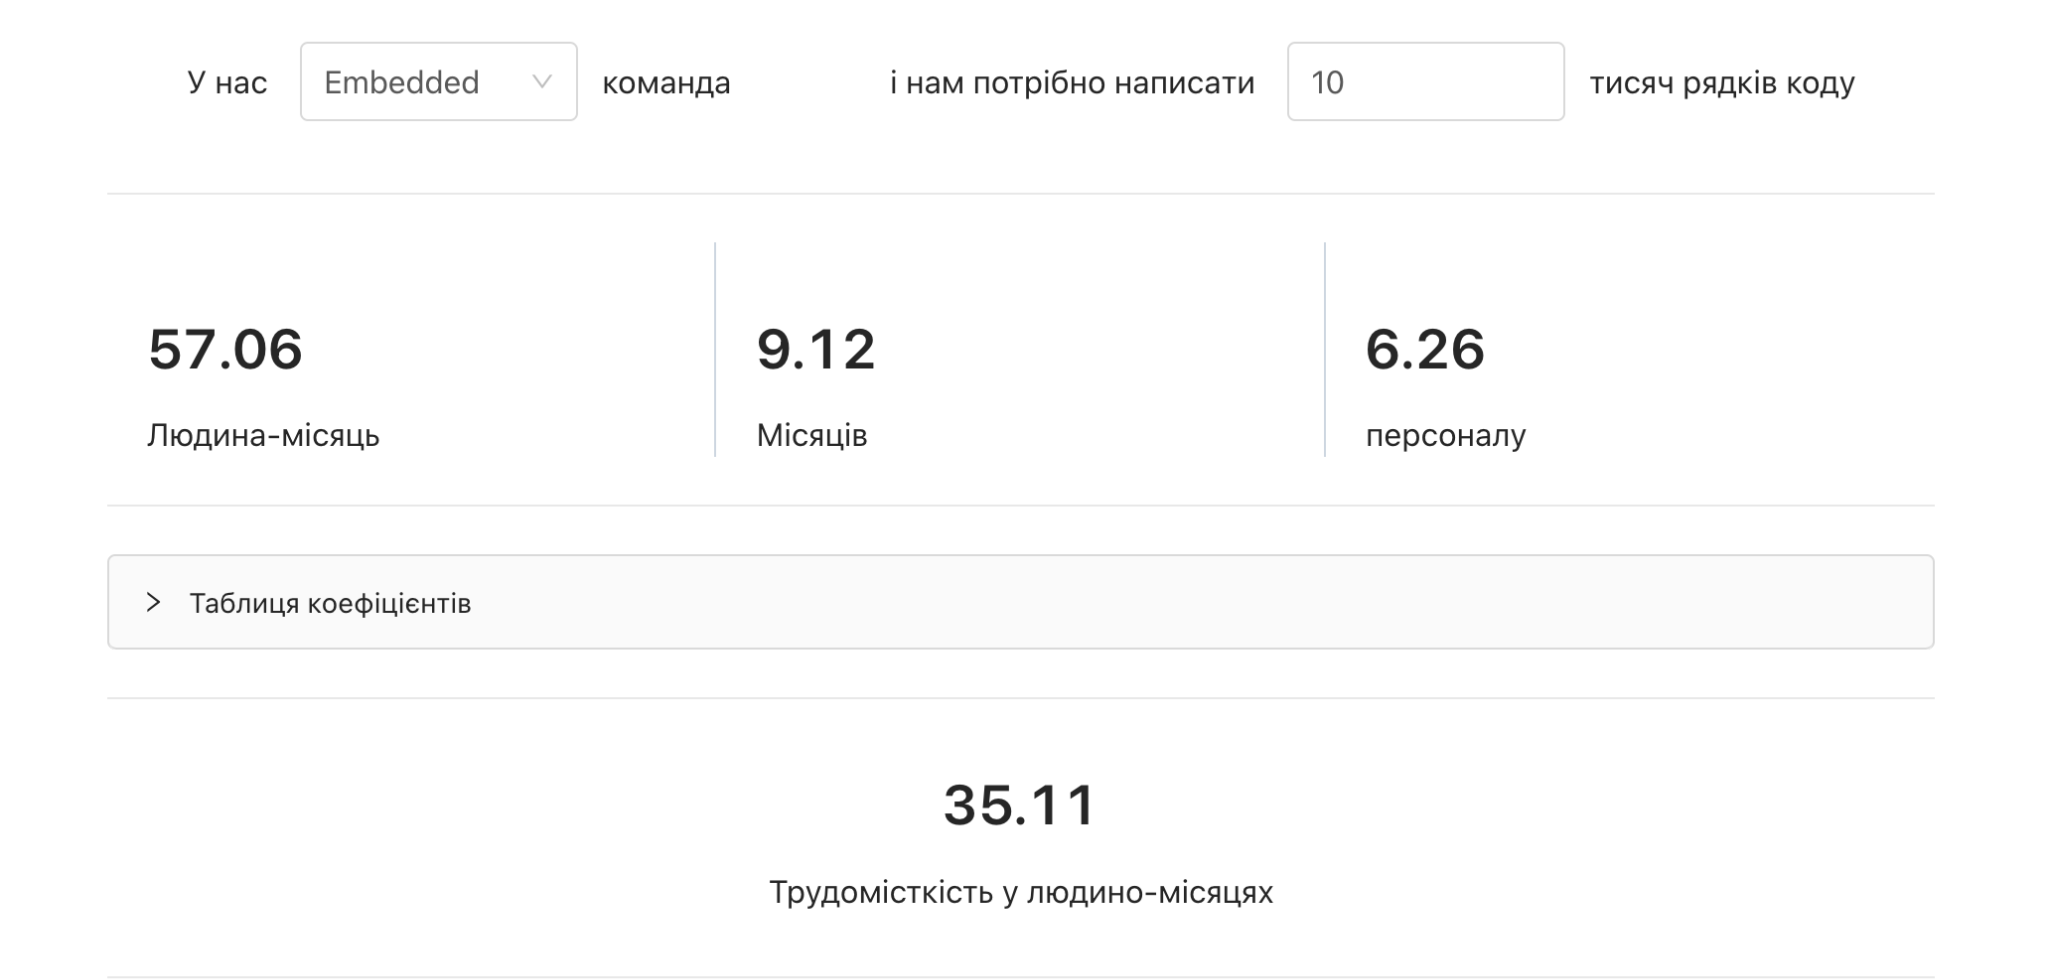 У нас Embedded команда і нам потрібно написати 10 тисяч рядків коду
57.06 9.12 6.26
Людина-місяць Місяців персоналу
Таблиця коефіцієнтів
35.11
Трудомісткість у людино-місяцях